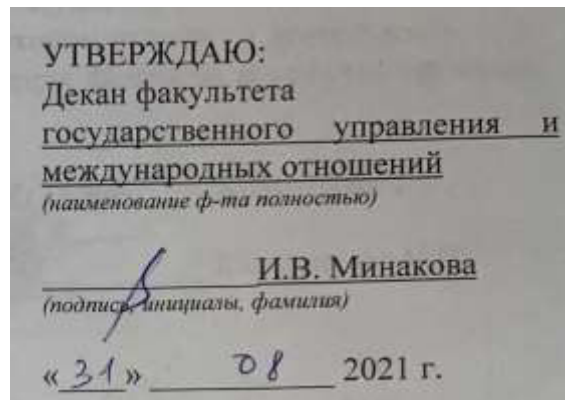 УТВЕРЖДАЮ:
Декан факультета
государственного управления и
международных отношений
(наименование ф-та полностью)
И.В. Минакова
(подпись, инициалы, фамилия)
«31» 08 2021 г.